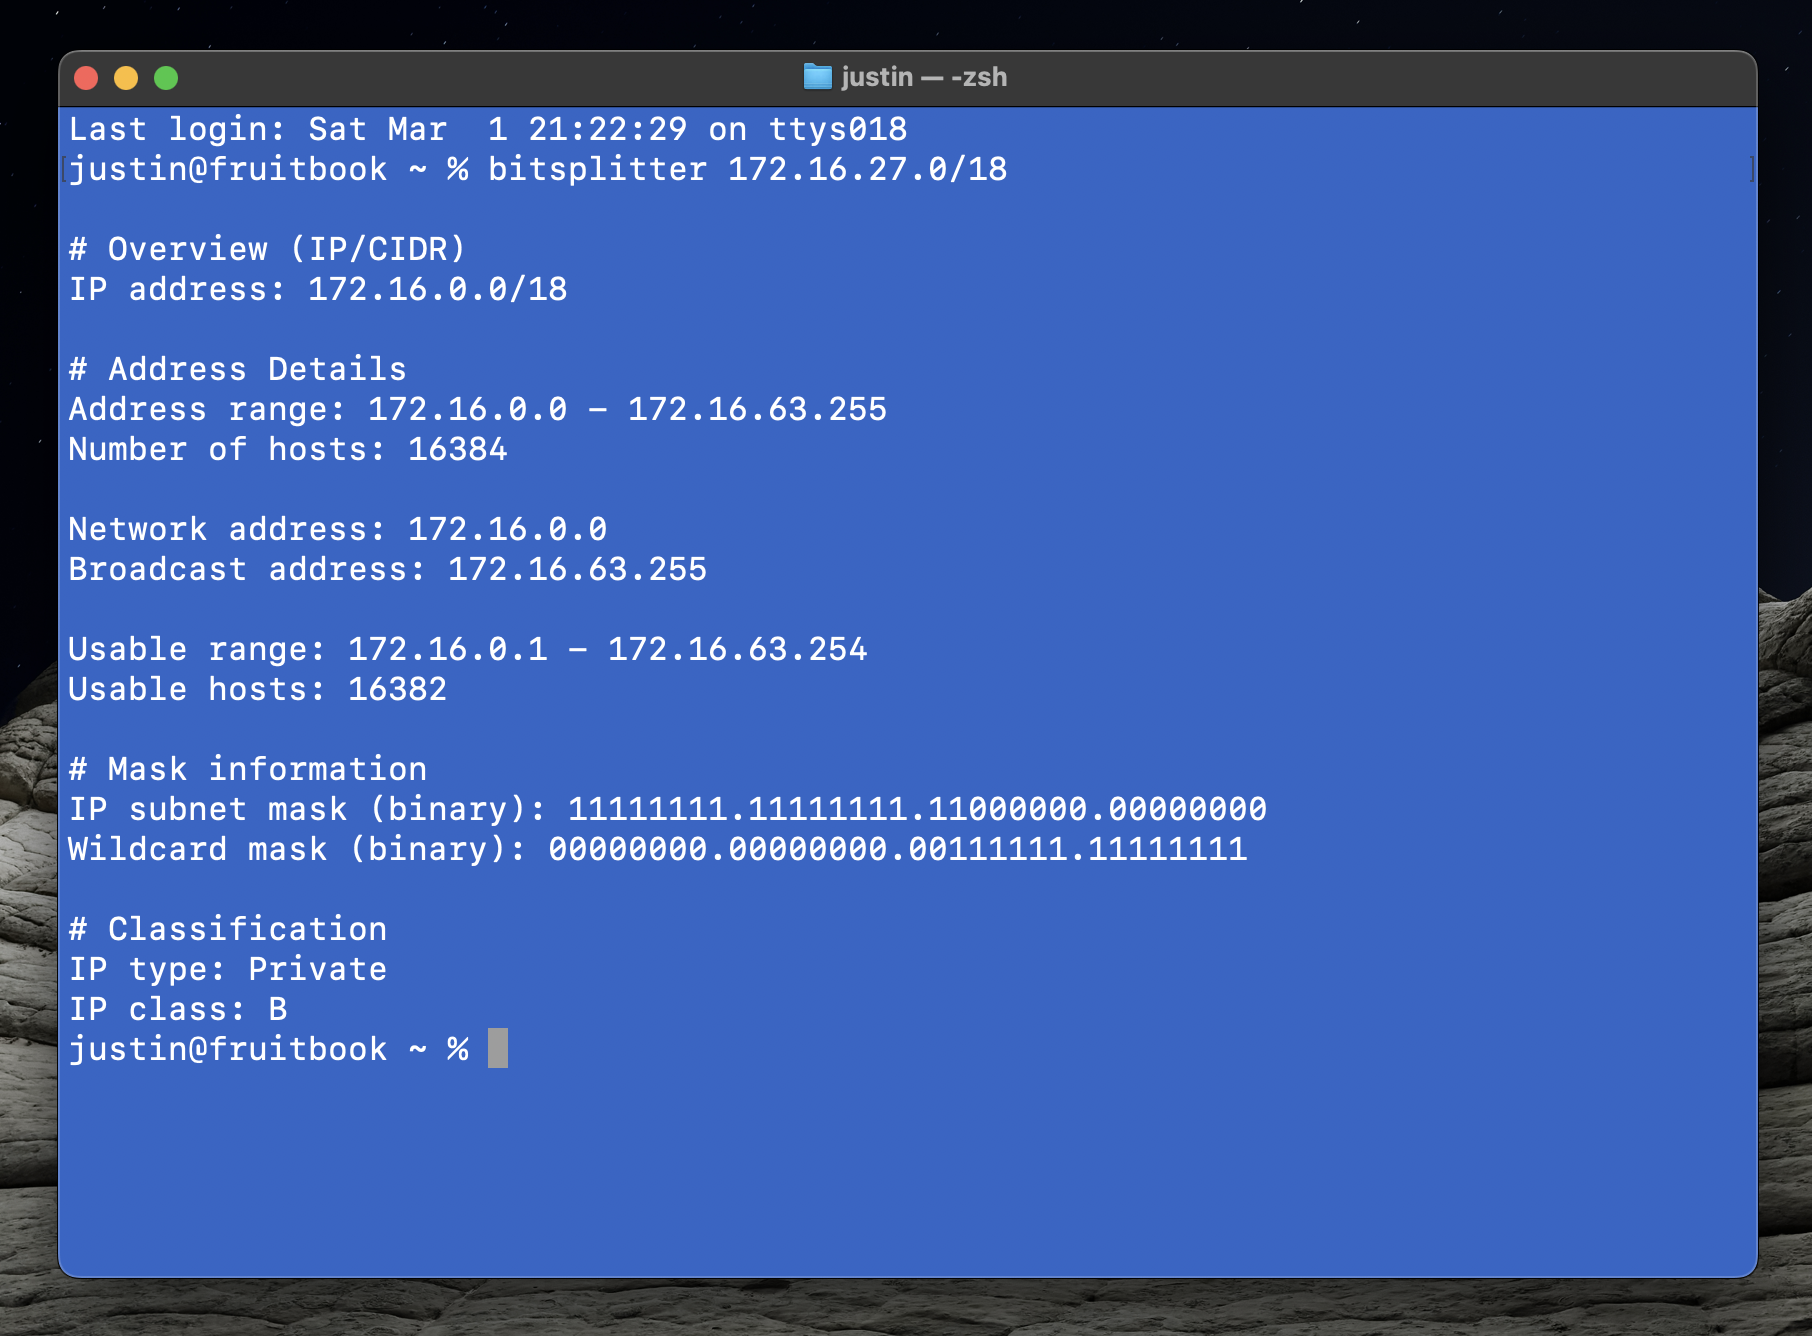 justin — -zsh
Last login: Sat Mar  1 21:22:29 on ttys018
justin@fruitbook ~ % bitsplitter 172.16.27.0/18
# Overview (IP/CIDR)
IP address: 172.16.0.0/18
# Address Details
Address range: 172.16.0.0 - 172.16.63.255
Number of hosts: 16384
Network address: 172.16.0.0
Broadcast address: 172.16.63.255
Usable range: 172.16.0.1 - 172.16.63.254
Usable hosts: 16382
# Mask information
IP subnet mask (binary): 11111111.11111111.11000000.00000000
Wildcard mask (binary): 00000000.00000000.00111111.11111111
# Classification
IP type: Private
IP class: B
justin@fruitbook ~ %